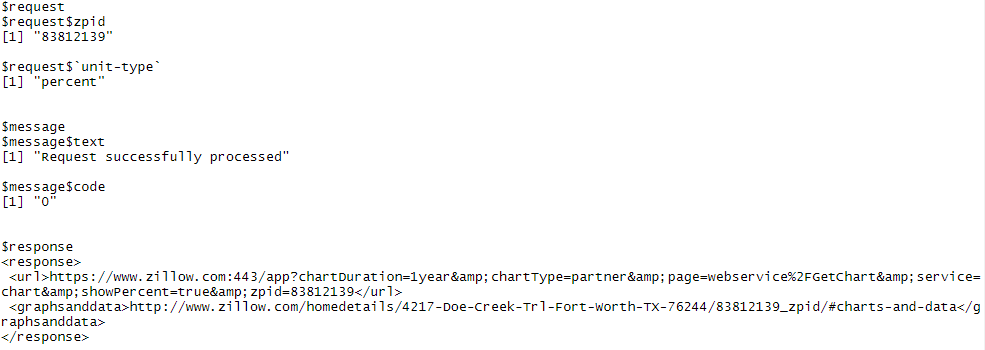 $request
$request$zpid
[1] "83812139"
$request$`unit-type`
[1] "percent"
$message
$message$text
[1] "Request successfully processed"
$message$code
[1] "0"
$response
<response>
 <url>https://www.zillow.com:443/app?chartDuration=1year&amp;chartType=partner&amp;page=webservice%2FGetChart&amp;service=
chart&amp;showPercent=true&amp;zpid=83812139</url>
 <graphsanddata>http://www.zillow.com/homedetails/4217-Doe-Creek-Trl-Fort-Worth-TX-76244/83812139_zpid/#charts-and-data</g
raphsanddata>
</response>